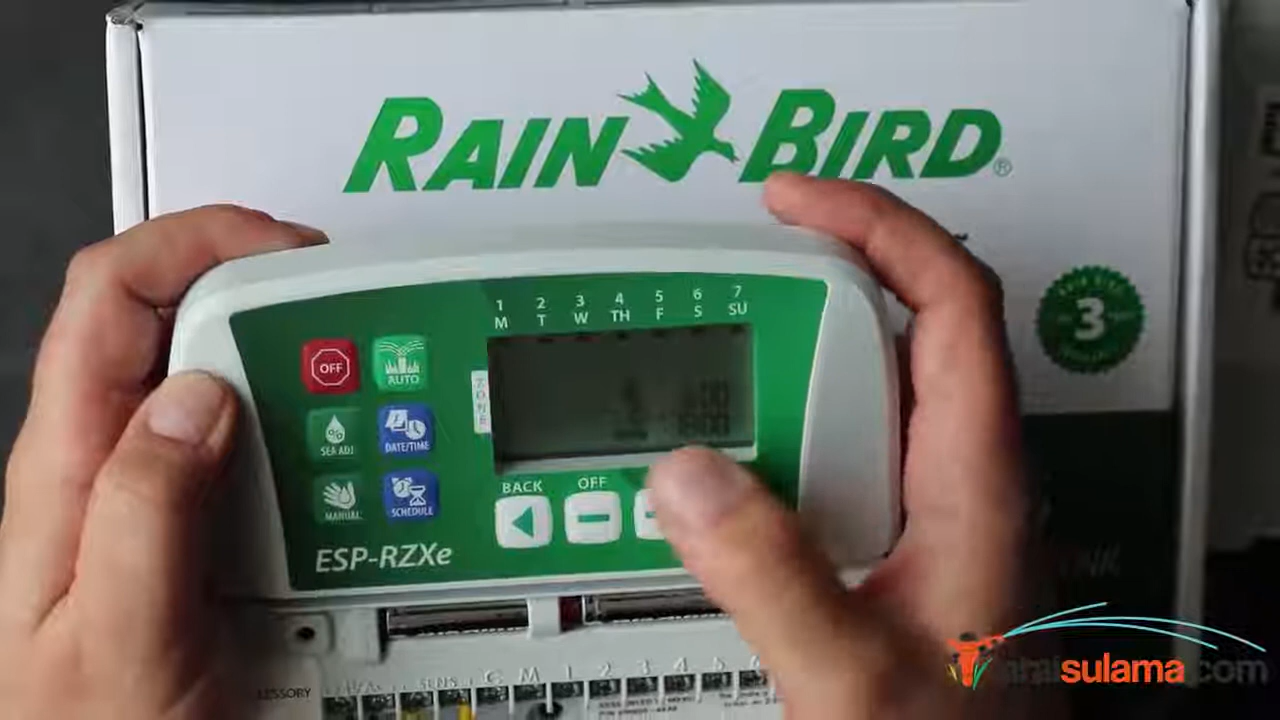 RAIN BIRD®
3
1 2 3 4 5 6 7
M T W TH F S SU
OFF
AUTO
ZONE
SEA ADJ
DATE/TIME
MANUAL
SCHEDULE
BACK
OFF
ESP-RZXe
C M 1 2 3 4 5
SENS
sulama.com